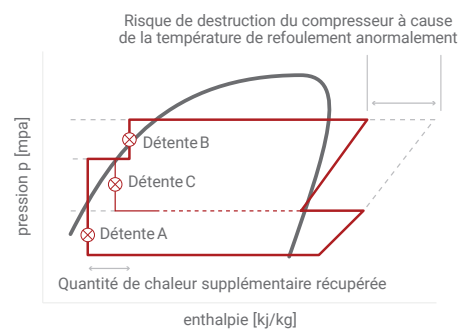 Risque de destruction du compresseur à cause
de la température de refoulement anormalement
pression p [mpa]
Détente B
Détente C
Détente A
Quantité de chaleur supplémentaire récupérée
enthalpie [kj/kg]